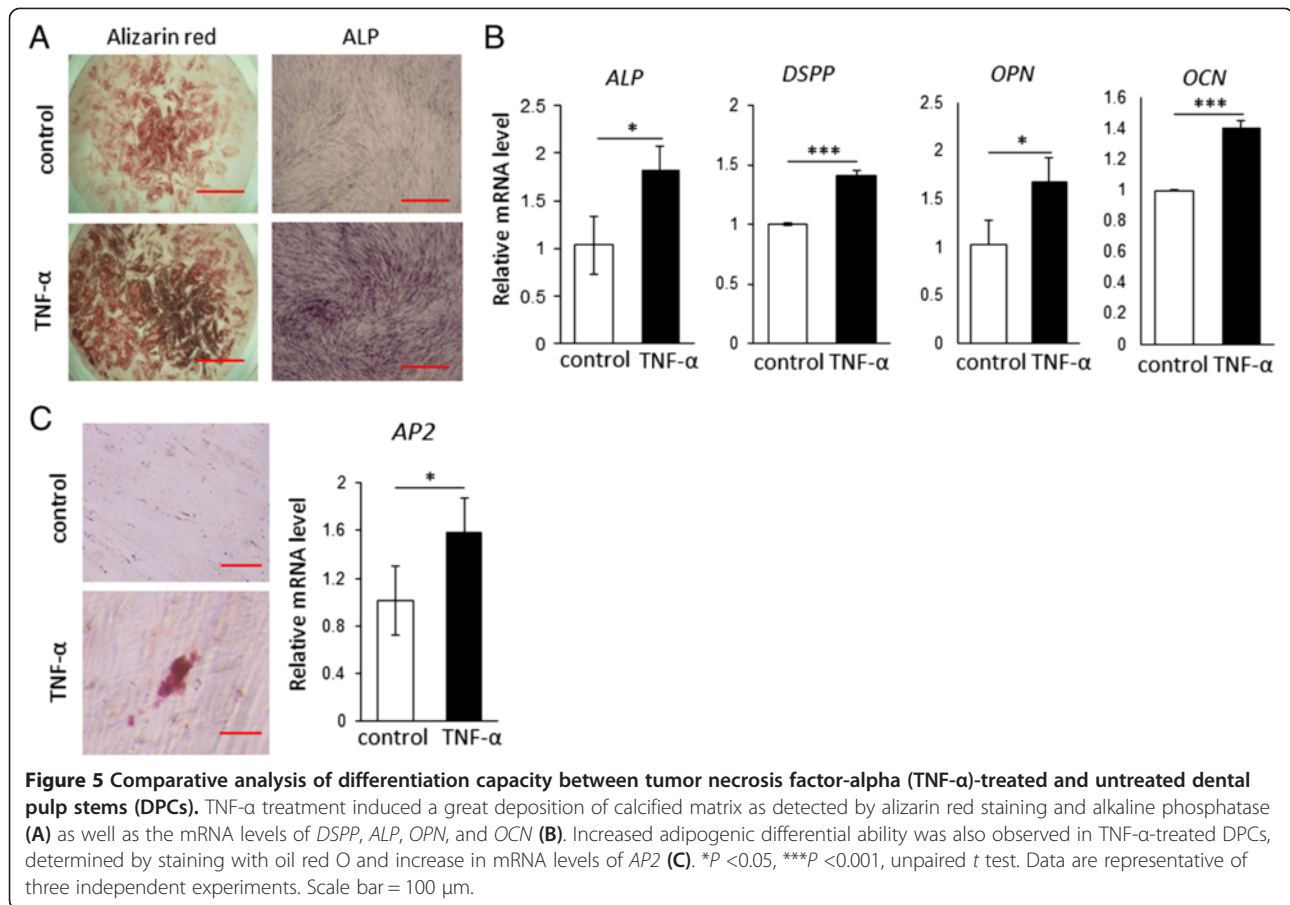 A
Alizarin red
ALP
control
TNF-α
B
ALP
DSPP
OPN
OCN
Relative mRNA level
2.5
2
1.5
1
0.5
0
*
control TNF-α
2
1.5
1
0.5
0
***
control TNF-α
2.5
2
1.5
1
0.5
0
*
control TNF-α
1.4
1.2
1
0.8
0.6
0.4
0.2
0
***
control TNF-α
C
control
TNF-α
AP2
Relative mRNA level
2
1.6
1.2
0.8
0.4
0
*
control TNF-α
Figure 5 Comparative analysis of differentiation capacity between tumor necrosis factor-alpha (TNF-α)-treated and untreated dental
pulp stems (DPCs). TNF-α treatment induced a great deposition of calcified matrix as detected by alizarin red staining and alkaline phosphatase
(A) as well as the mRNA levels of DSPP, ALP, OPN, and OCN (B). Increased adipogenic differential ability was also observed in TNF-α-treated DPCs,
determined by staining with oil red O and increase in mRNA levels of AP2 (C). *P <0.05, ***P <0.001, unpaired t test. Data are representative of
three independent experiments. Scale bar = 100 μm.